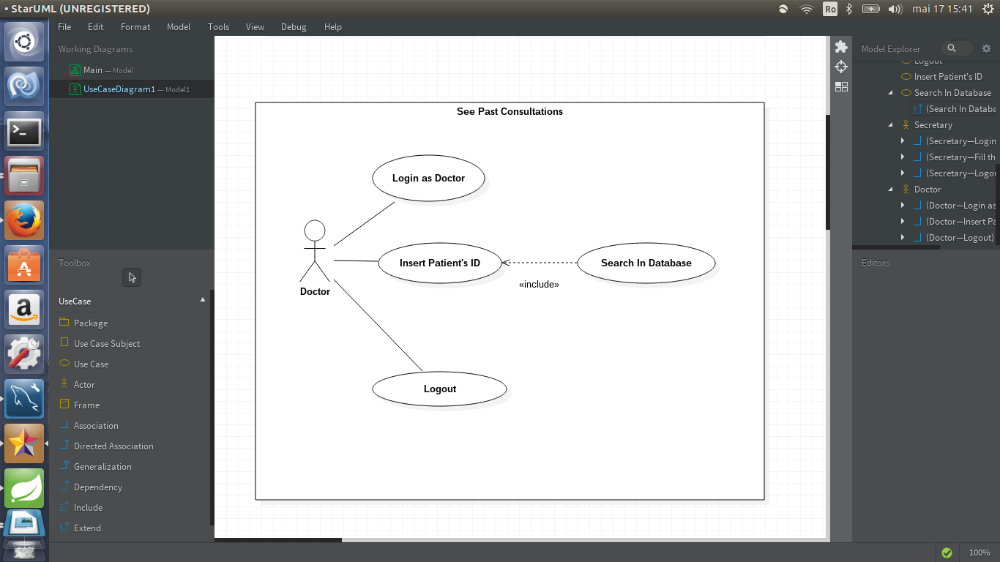 • StarUML (UNREGISTERED)
Ro
mai 17 15:41
File Edit Format Model Tools View Debug Help
Working Diagrams
Main — Model
UseCaseDiagram1 — Model1
Toolbox
UseCase
Package
Use Case Subject
Use Case
Actor
Frame
Association
Directed Association
Generalization
Dependency
Include
Extend
See Past Consultations
Login as Doctor
Doctor
Insert Patient's ID
Search In Database
«include»
Logout
Model Explorer
Logout
Insert Patient's ID
Search In Database
(Search In Databa
Secretary
(Secretary—Login
(Secretary—Fill th
(Secretary—Logou
Doctor
(Doctor—Login as
(Doctor—Insert Pa
(Doctor—Logout)
Editors
100%